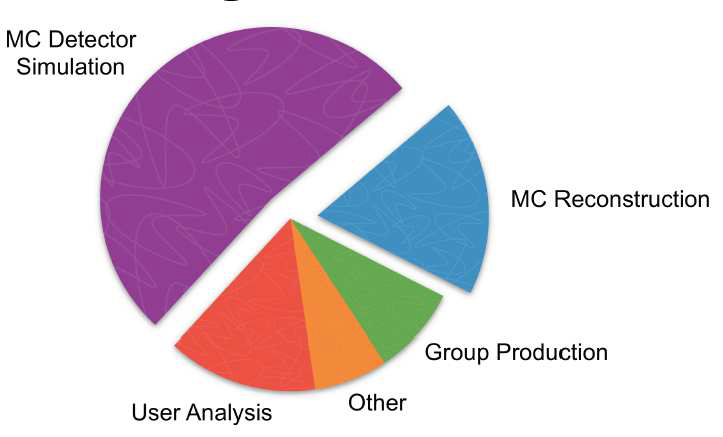 MC Detector
Simulation
MC Reconstruction
Group Production
Other
User Analysis